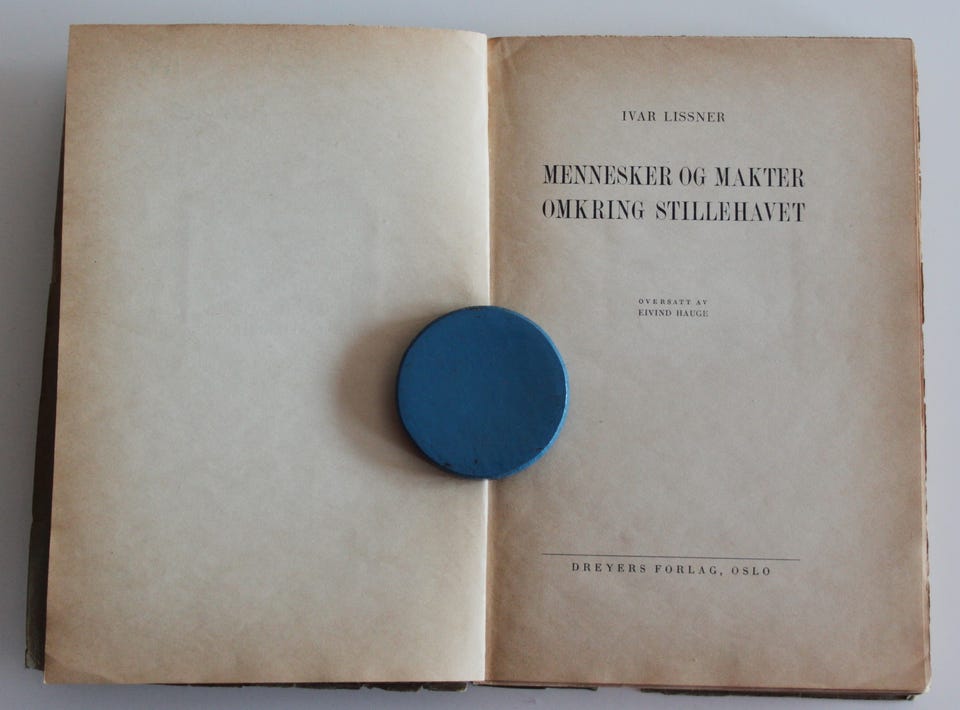 IVAR LISSNER
MENNESKER OG MAKTER
OMKRING STILLEHAVET
OVERSATT AV
EIVIND HAUGE
DREYERS FORLAG, OSLO